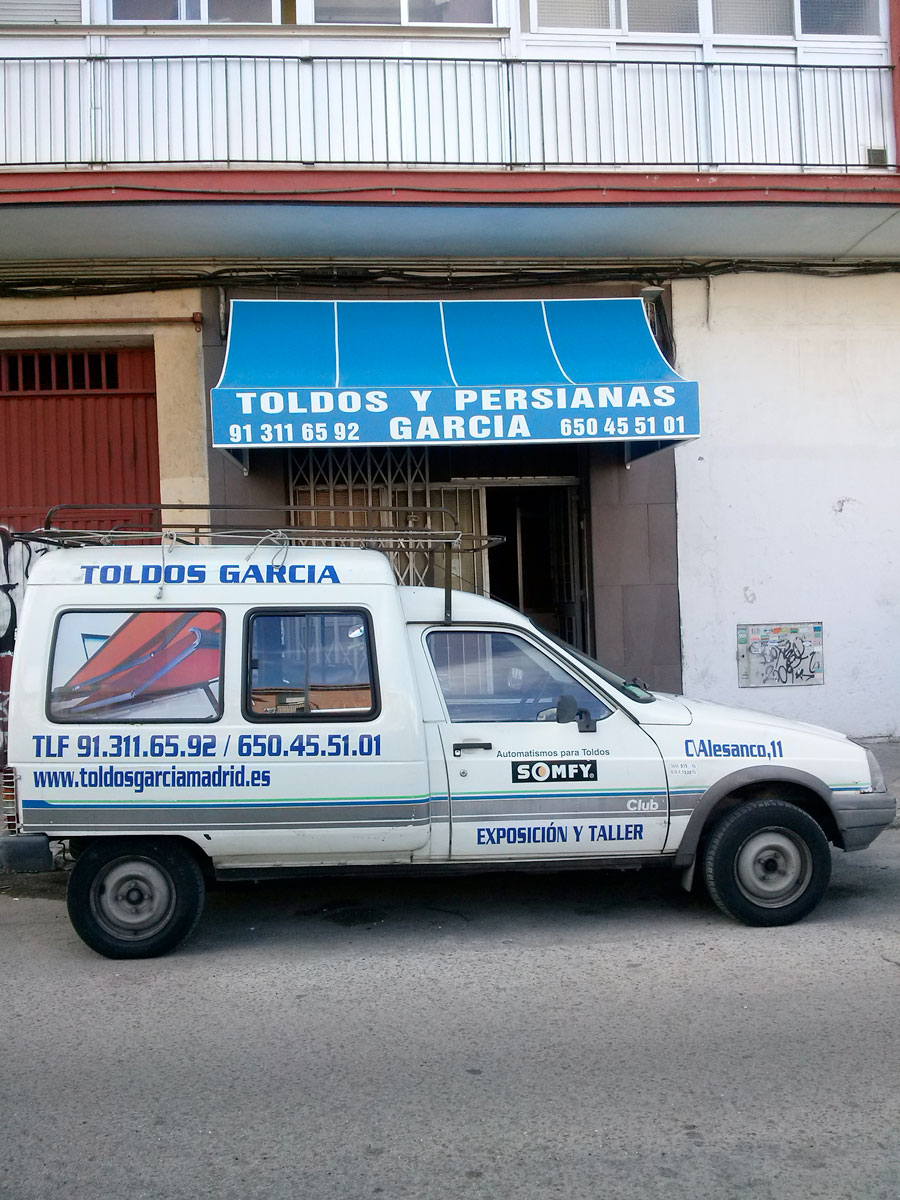 TOLDOS Y PERSIANAS
91 311 65 92 GARCIA 650 45 51 01
TOLDOS GARCIA
TLF 91.311.65.92 / 650.45.51.01
www.toldosgarciamadrid.es
Automatismos para Toldos
SOMFY®
Club
EXPOSICIÓN Y TALLER
C\Alesanco,11